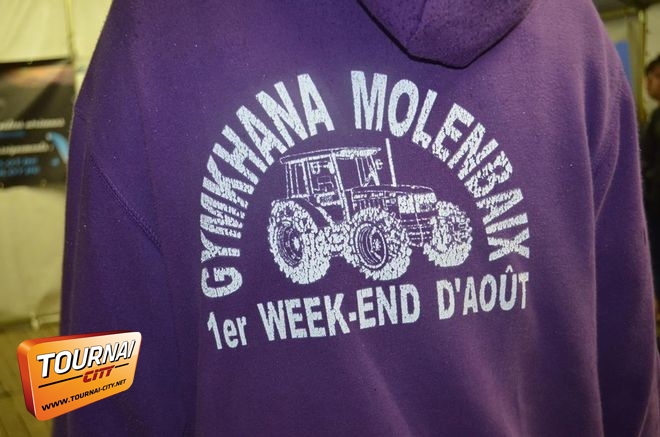 GYMKHANA MOLENBAIX
1er WEEK-END D'AOÛT
TOURNAI
CITY
WWW.TOURNAI-CITY.NET